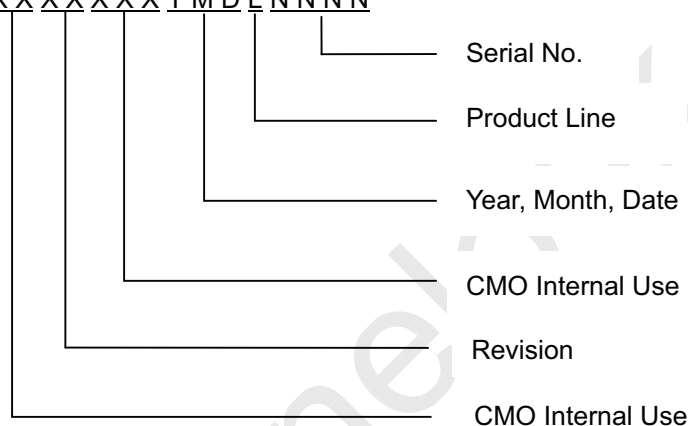 X X X X X X X Y M D L N N N N
Serial No.
Product Line
Year, Month, Date
CMO Internal Use
Revision
CMO Internal Use